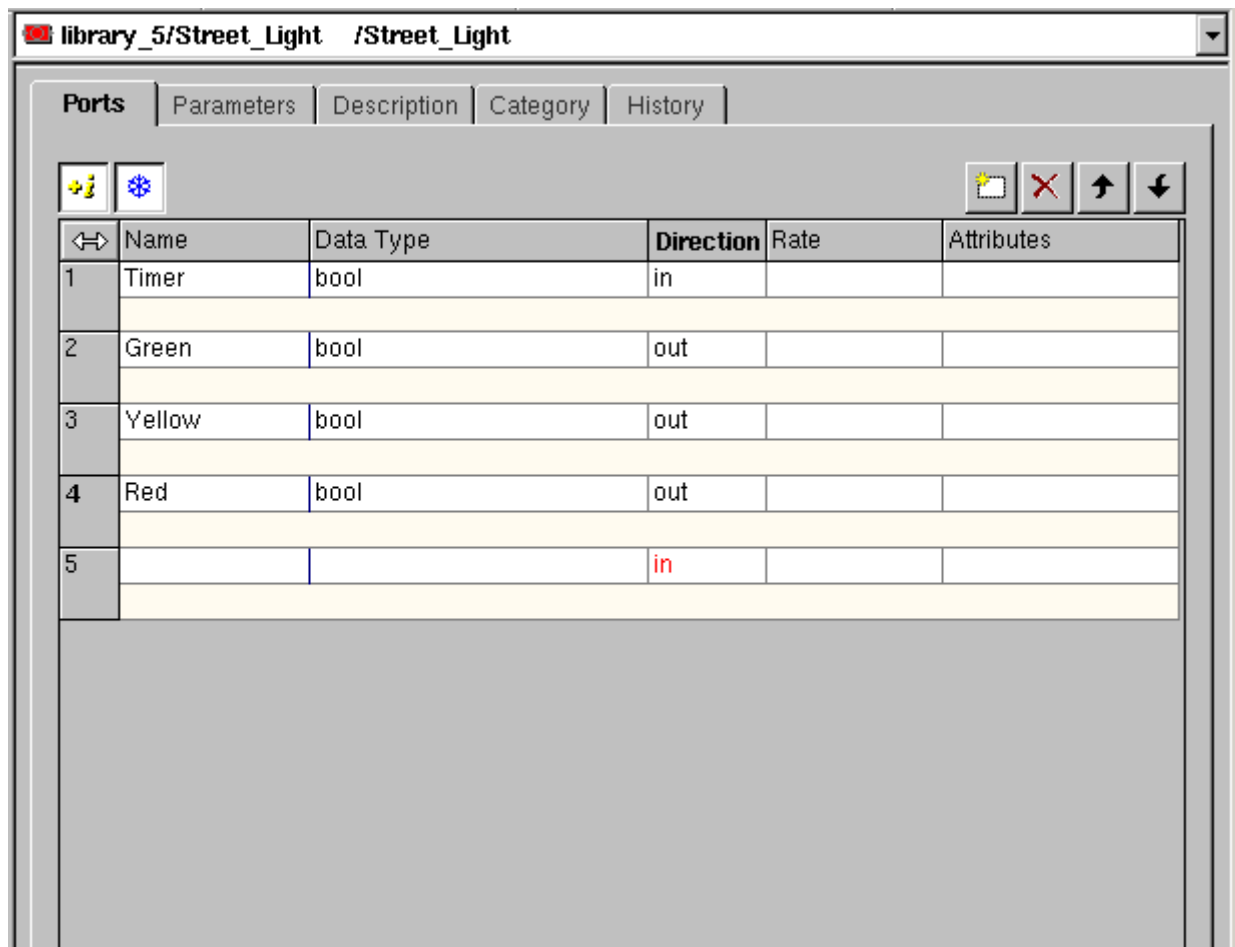 library_5/Street_Light /Street_Light
Ports Parameters Description Category History
Name Data Type Direction Rate Attributes
1 Timer bool in
2 Green bool out
3 Yellow bool out
4 Red bool out
5 in